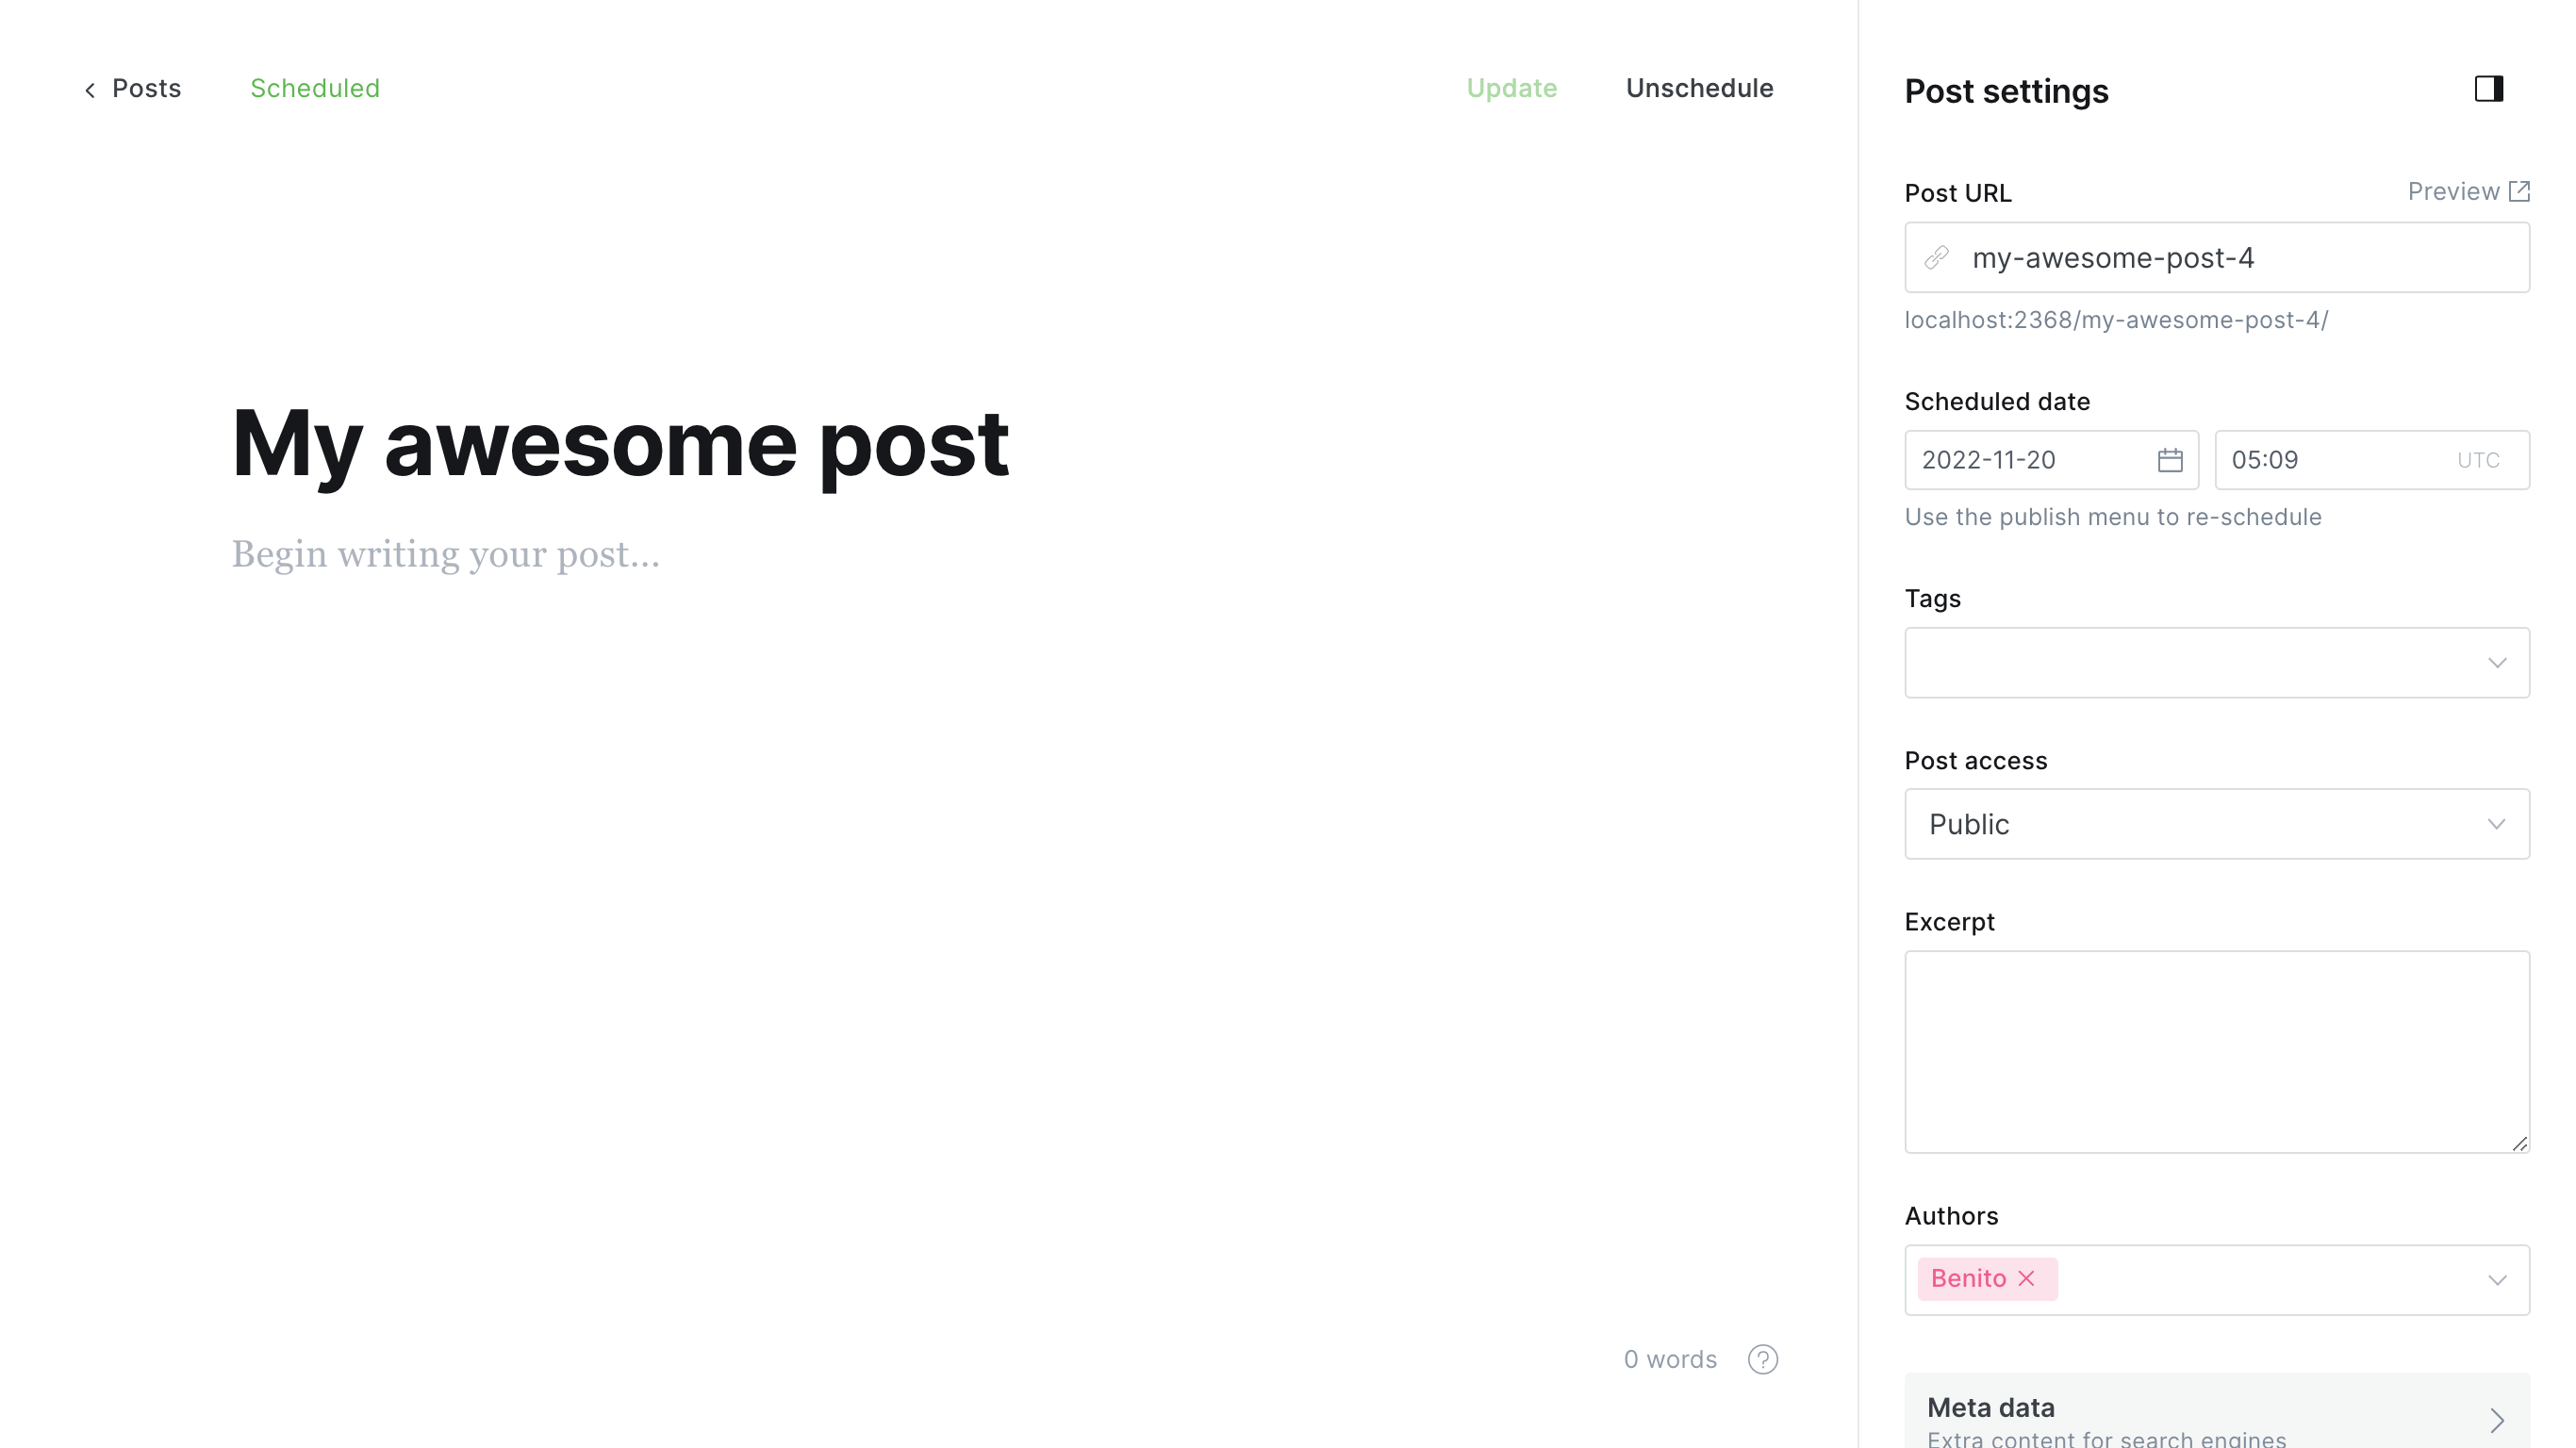 Posts
Scheduled
Update
Unschedule
My awesome post
Begin writing your post...
0 words
?
Post settings
Post URL
Preview
my-awesome-post-4
localhost:2368/my-awesome-post-4/
Scheduled date
2022-11-20
05:09
UTC
Use the publish menu to re-schedule
Tags
Post access
Public
Excerpt
Authors
Benito
Meta data
Extra content for search engines